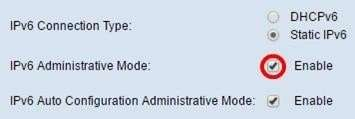 IPv6 Connection Type:
DHCPv6
Static IPv6
IPv6 Administrative Mode:
Enable
IPv6 Auto Configuration Administrative Mode:
Enable